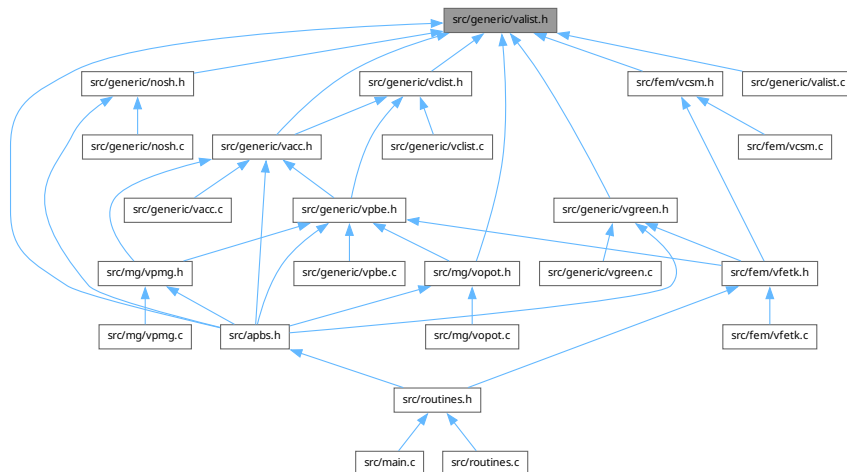 src/generic/valist.h
src/generic/nosh.h
src/generic/vclist.h
src/fem/vcsm.h
src/generic/valist.c
src/generic/nosh.c
src/generic/vacc.h
src/generic/vclist.c
src/fem/vcsm.c
src/generic/vacc.c
src/generic/vpbe.h
src/generic/vgreen.h
src/mg/vpmg.h
src/generic/vpbe.c
src/mg/vopot.h
src/generic/vgreen.c
src/fem/vfetk.h
src/mg/vpmg.c
src/apbs.h
src/mg/vopot.c
src/fem/vfetk.c
src/routines.h
src/main.c
src/routines.c